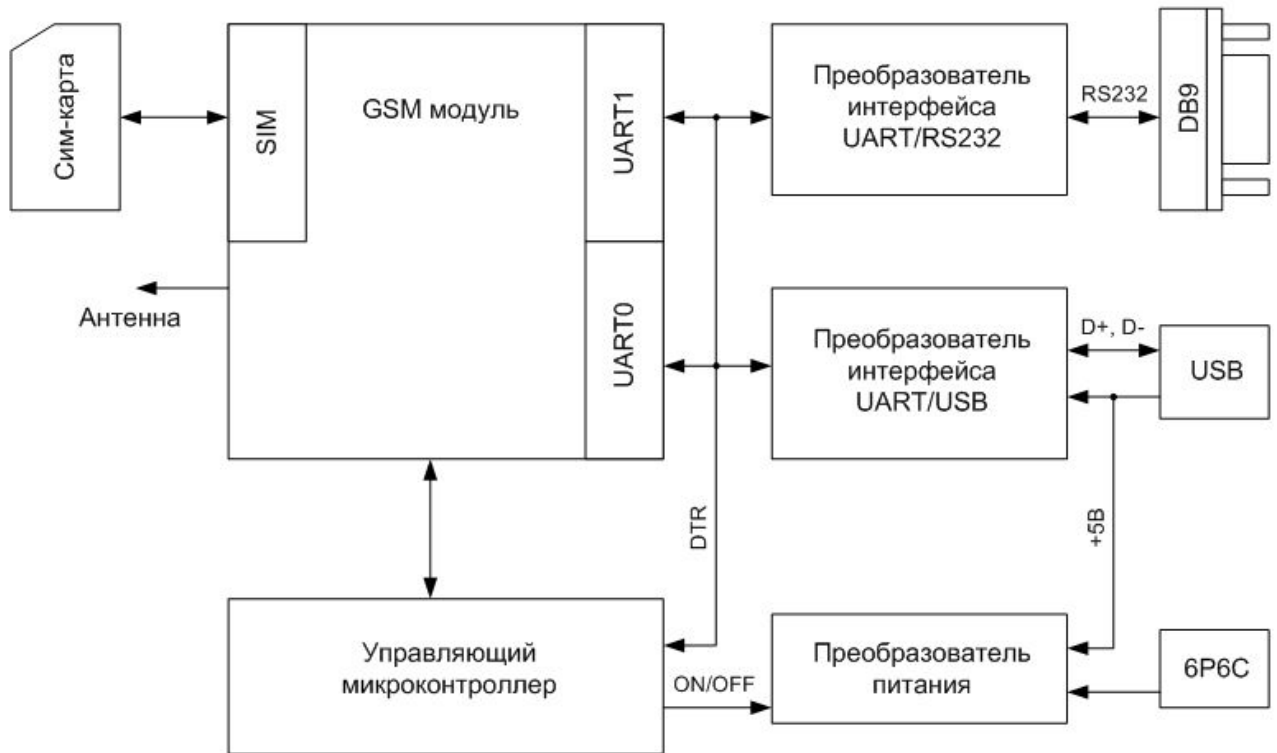 Сим-карта
SIM
GSM модуль
UART1
Преобразователь
интерфейса
UART/RS232
RS232
DB9
Антенна
UART0
Преобразователь
интерфейса
UART/USB
D+, D-
USB
DTR
+5В
Управляющий
микроконтроллер
ON/OFF
Преобразователь
питания
6P6C